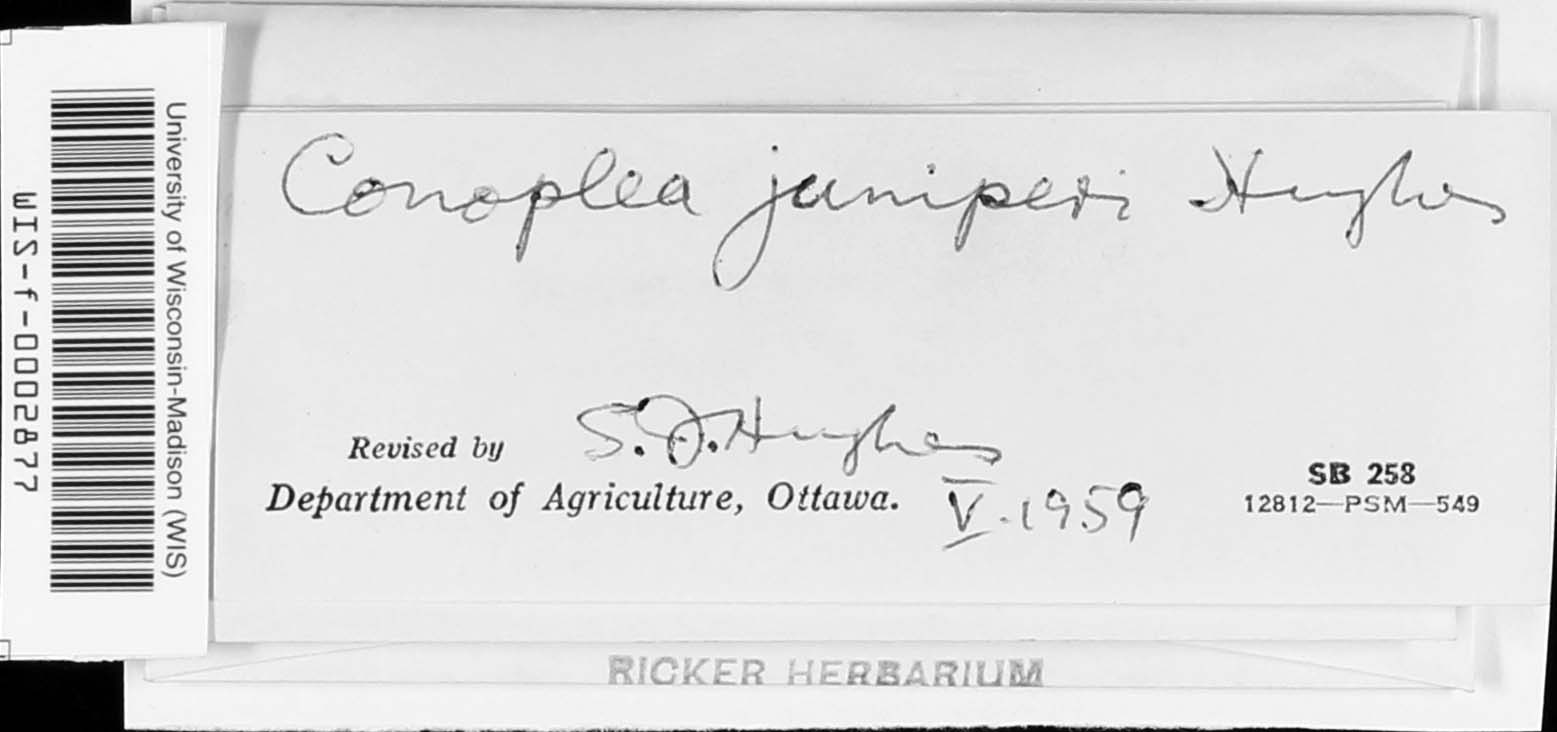 University of Wisconsin-Madison (WIS)
WIS-f-0002877
Conoplea juniperi Hughes
Revised by S.J. Hughes
Department of Agriculture, Ottawa. V-1959
SB 258
12812—PSM—549
RICKER HERBARIUM